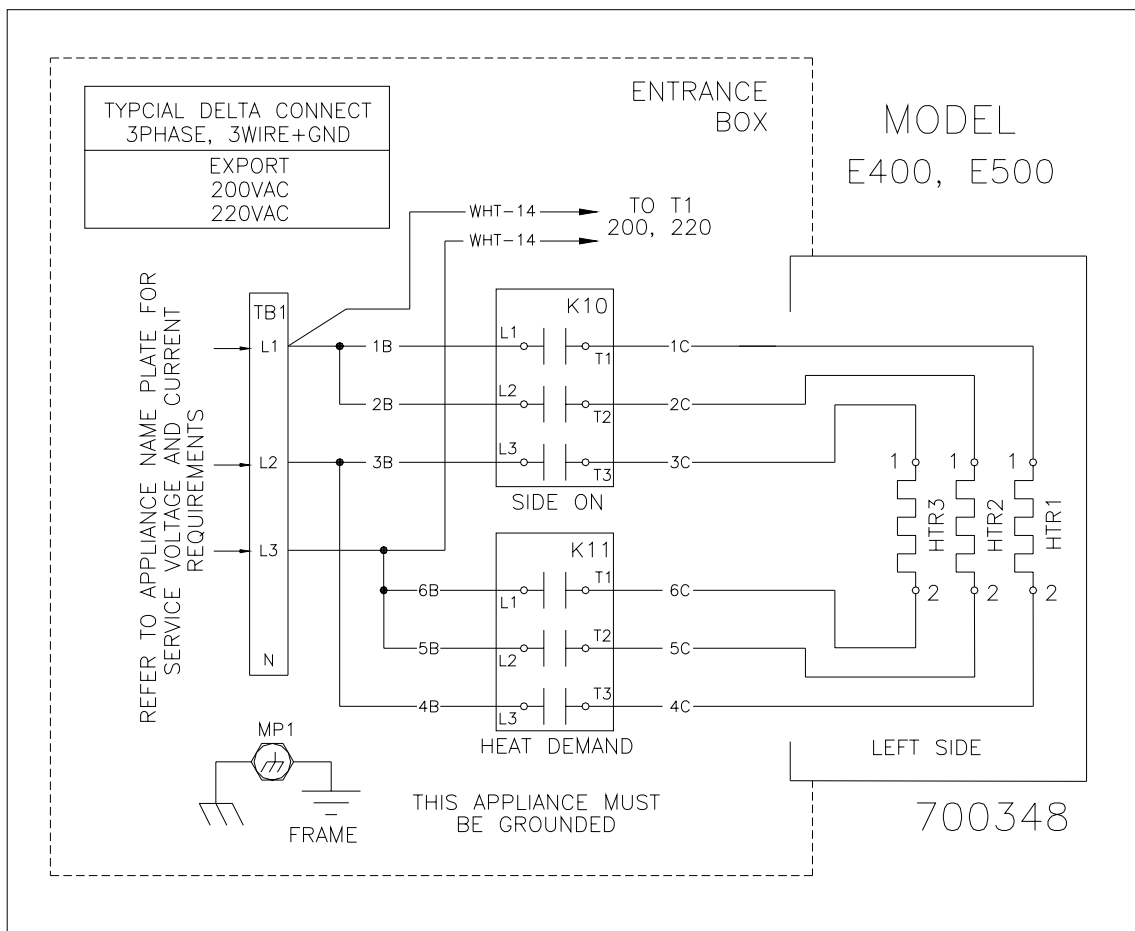 TYPCIAL DELTA CONNECT
3PHASE, 3WIRE+GND
EXPORT
200VAC
220VAC
ENTRANCE
BOX
MODEL
E400, E500
WHT-14
WHT-14
TO T1
200, 220
REFER TO APPLIANCE NAME PLATE FOR
SERVICE VOLTAGE AND CURRENT
REQUIREMENTS
TB1
L1
L2
L3
N
1B
2B
3B
6B
5B
4B
K10
L1
T1
L2
T2
L3
T3
SIDE ON
K11
T1
L1
T2
L2
T3
L3
HEAT DEMAND
1C
2C
3C
6C
5C
4C
1
1
1
HTR3
HTR2
HTR1
2
2
2
LEFT SIDE
MP1
FRAME
THIS APPLIANCE MUST
BE GROUNDED
700348